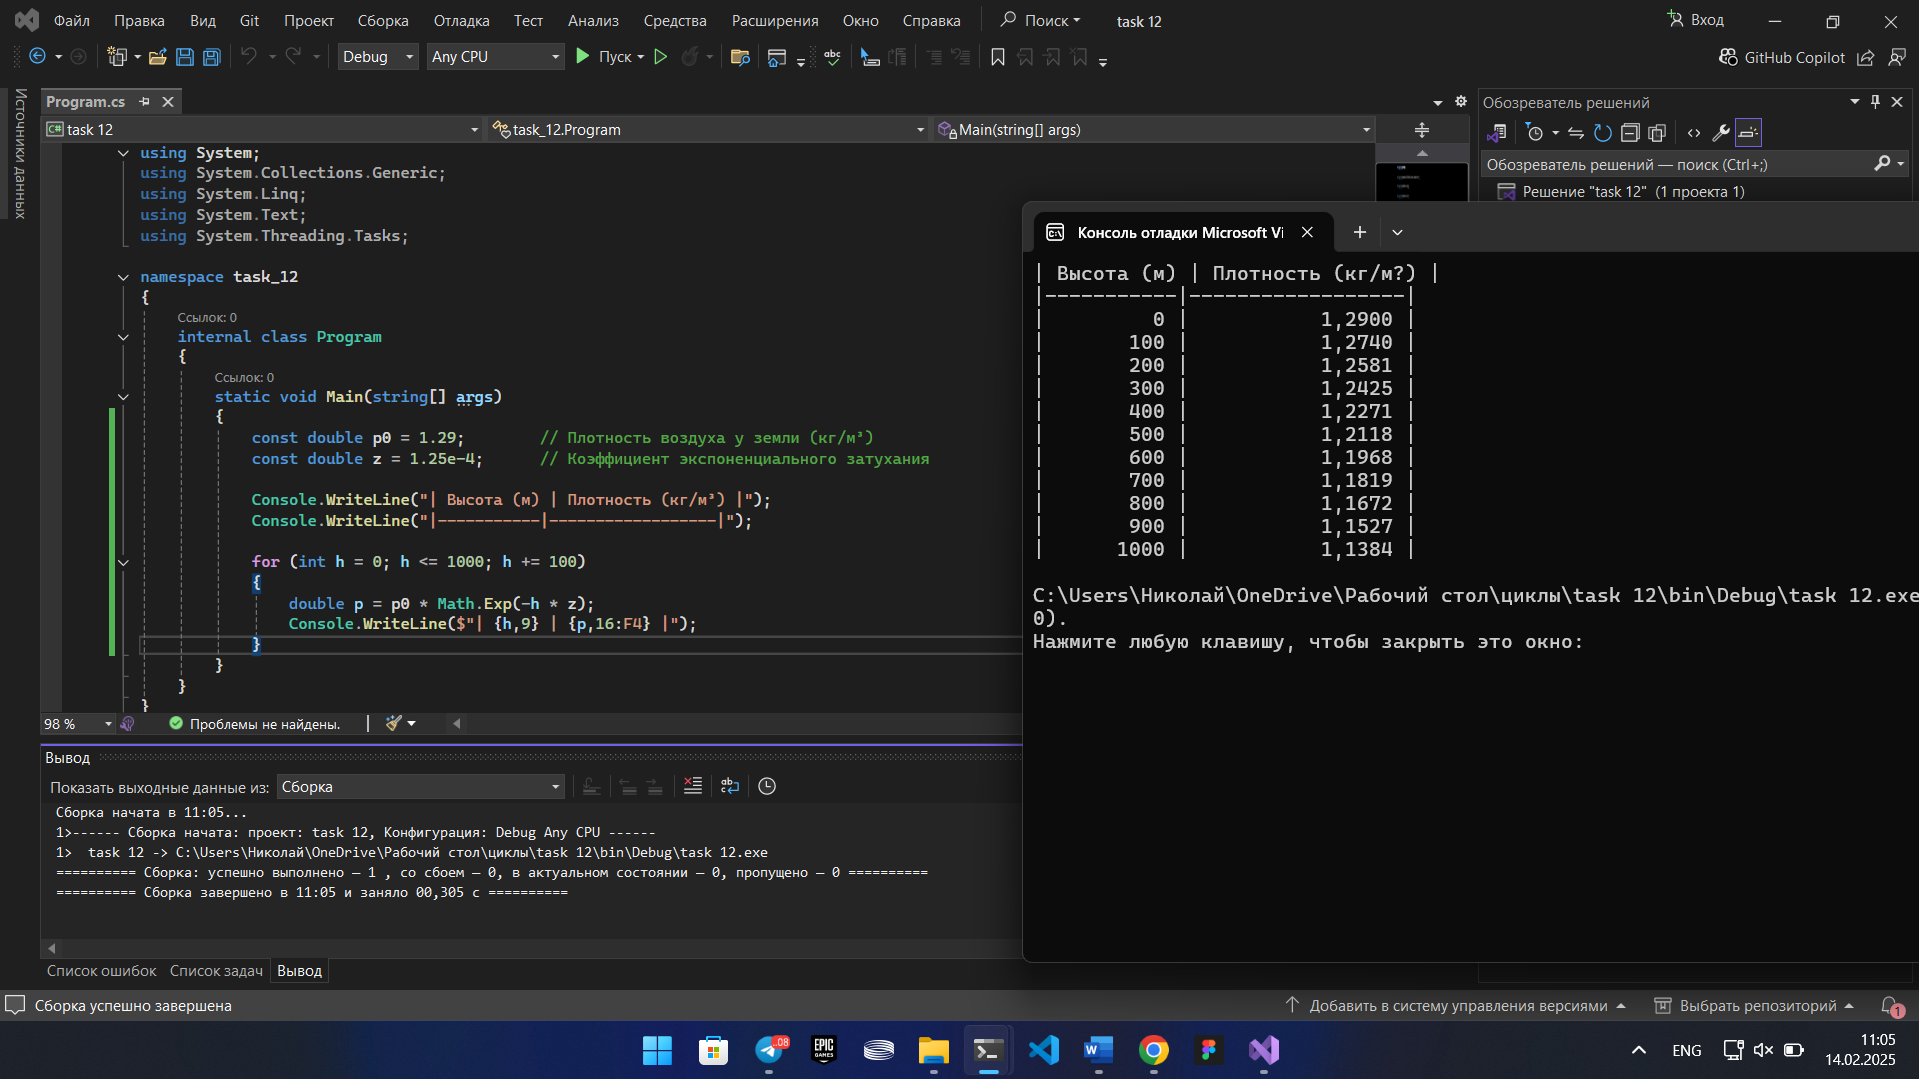 Файл Правка Вид Git Проект Сборка Отладка Тест Анализ Средства Расширения Окно Справка Поиск task 12 Вход
Debug Any CPU Пуск abc GitHub Copilot
Источники данных
Program.cs
C# task 12 task_12.Program Main(string[] args)
using System;
using System.Collections.Generic;
using System.Linq;
using System.Text;
using System.Threading.Tasks;
namespace task_12
{
Ссылок: 0
internal class Program
{
Ссылок: 0
static void Main(string[] args)
{
const double p0 = 1.29; // Плотность воздуха у земли (кг/м³)
const double z = 1.25e-4; // Коэффициент экспоненциального затухания
Console.WriteLine("| Высота (м) | Плотность (кг/м³) |");
Console.WriteLine("|-----------|------------------|");
for (int h = 0; h <= 1000; h += 100)
{
double p = p0 * Math.Exp(-h * z);
Console.WriteLine($"| {h,9} | {p,16:F4} |");
}
}
}
}
98 % Проблемы не найдены.
Обозреватель решений
Обозреватель решений — поиск (Ctrl+;)
Решение "task 12" (1 проекта 1)
Консоль отладки Microsoft Vi
| Высота (м) | Плотность (кг/м?) |
|-----------|------------------|
| 0 | 1,2900 |
| 100 | 1,2740 |
| 200 | 1,2581 |
| 300 | 1,2425 |
| 400 | 1,2271 |
| 500 | 1,2118 |
| 600 | 1,1968 |
| 700 | 1,1819 |
| 800 | 1,1672 |
| 900 | 1,1527 |
| 1000 | 1,1384 |
C:\Users\Николай\OneDrive\Рабочий стол\циклы\task 12\bin\Debug\task 12.exe
0).
Нажмите любую клавишу, чтобы закрыть это окно:
Вывод
Показать выходные данные из: Сборка
Сборка начата в 11:05...
1>------ Сборка начата: проект: task 12, Конфигурация: Debug Any CPU ------
1> task 12 -> C:\Users\Николай\OneDrive\Рабочий стол\циклы\task 12\bin\Debug\task 12.exe
========== Сборка: успешно выполнено — 1 , со сбоем — 0, в актуальном состоянии — 0, пропущено — 0 ==========
========== Сборка завершено в 11:05 и заняло 00,305 с ==========
Список ошибок Список задач Вывод
Сборка успешно завершена Добавить в систему управления версиями Выбрать репозиторий 1
..08 EPIC GAMES W ENG 11:05
14.02.2025